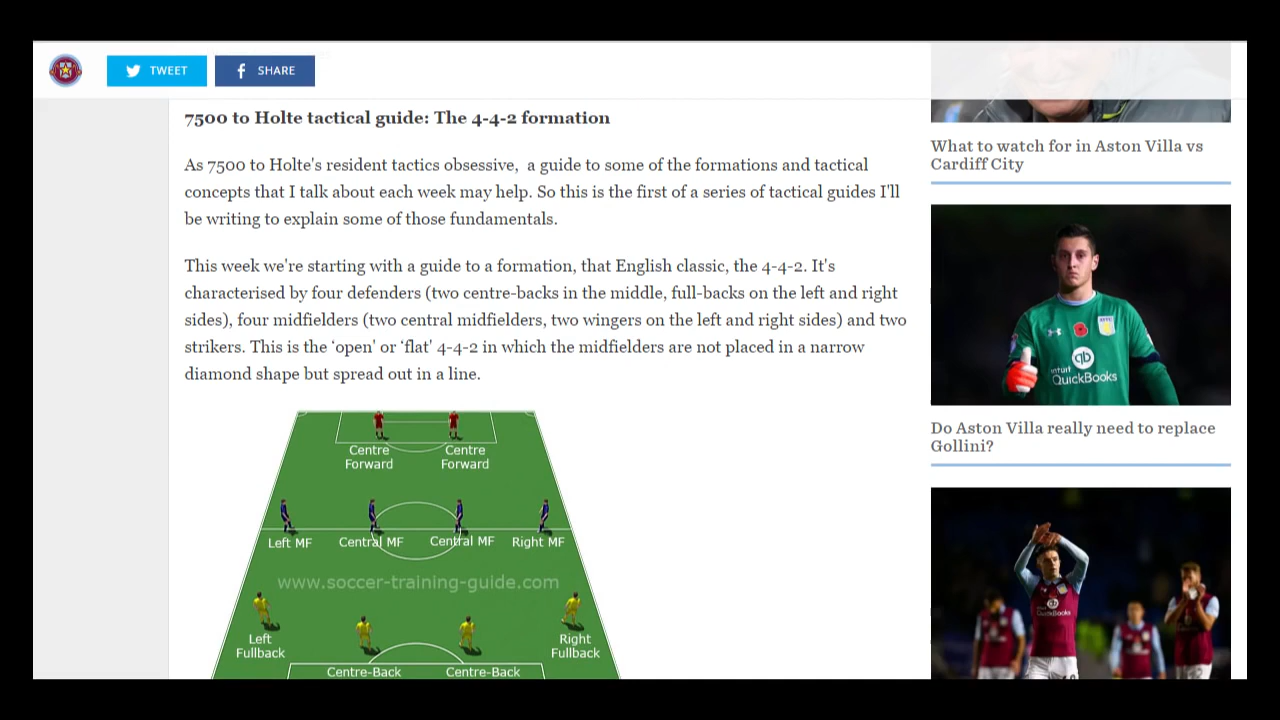 TWEET
SHARE
7500 to Holte tactical guide: The 4-4-2 formation
As 7500 to Holte's resident tactics obsessive,  a guide to some of the formations and tactical
concepts that I talk about each week may help. So this is the first of a series of tactical guides I'll
be writing to explain some of those fundamentals.
This week we're starting with a guide to a formation, that English classic, the 4-4-2. It's
characterised by four defenders (two centre-backs in the middle, full-backs on the left and right
sides), four midfielders (two central midfielders, two wingers on the left and right sides) and two
strikers. This is the 'open' or 'flat' 4-4-2 in which the midfielders are not placed in a narrow
diamond shape but spread out in a line.
Centre
Forward
Centre
Forward
Left MF
Central MF
Central MF
Right MF
www.soccer-training-guide.com
Left
Fullback
Right
Fullback
Centre-Back
Centre-Back
What to watch for in Aston Villa vs
Cardiff City
intuit
QuickBooks
Do Aston Villa really need to replace
Gollini?
QuickBooks